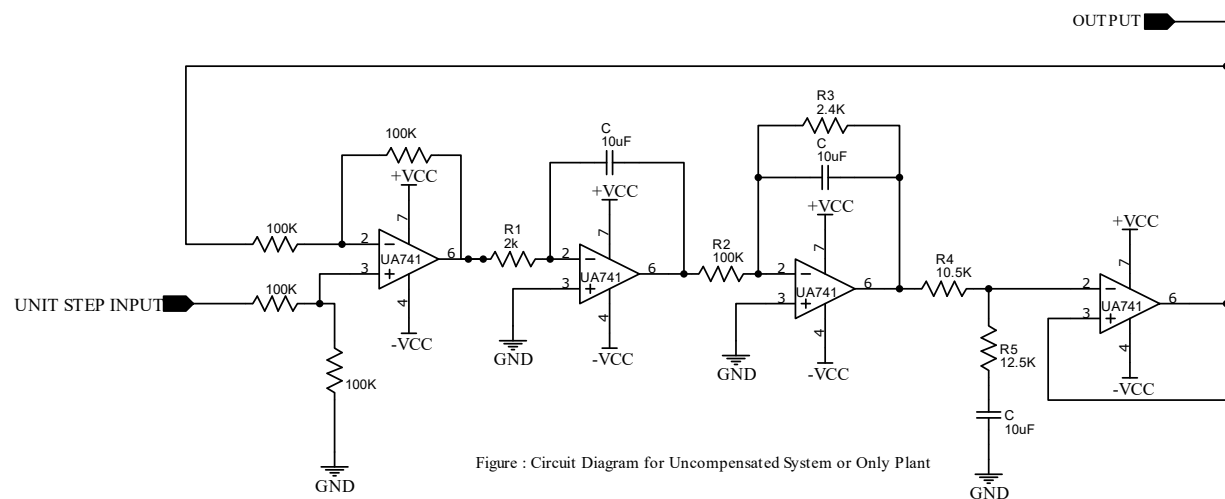 OUTPUT
R3
2.4K
C
10uF
100K
C
10uF
+VCC
+VCC
+VCC
+VCC
7
7
7
7
100K
2
6
R1
2k
2
6
R2
100K
2
6
R4
10.5K
2
6
3
UA741
3
UA741
3
UA741
3
UA741
UNIT STEP INPUT
100K
4
4
4
4
-VCC
-VCC
-VCC
-VCC
GND
GND
R5
12.5K
100K
C
10uF
Figure : Circuit Diagram for Uncompensated System or Only Plant
GND
GND